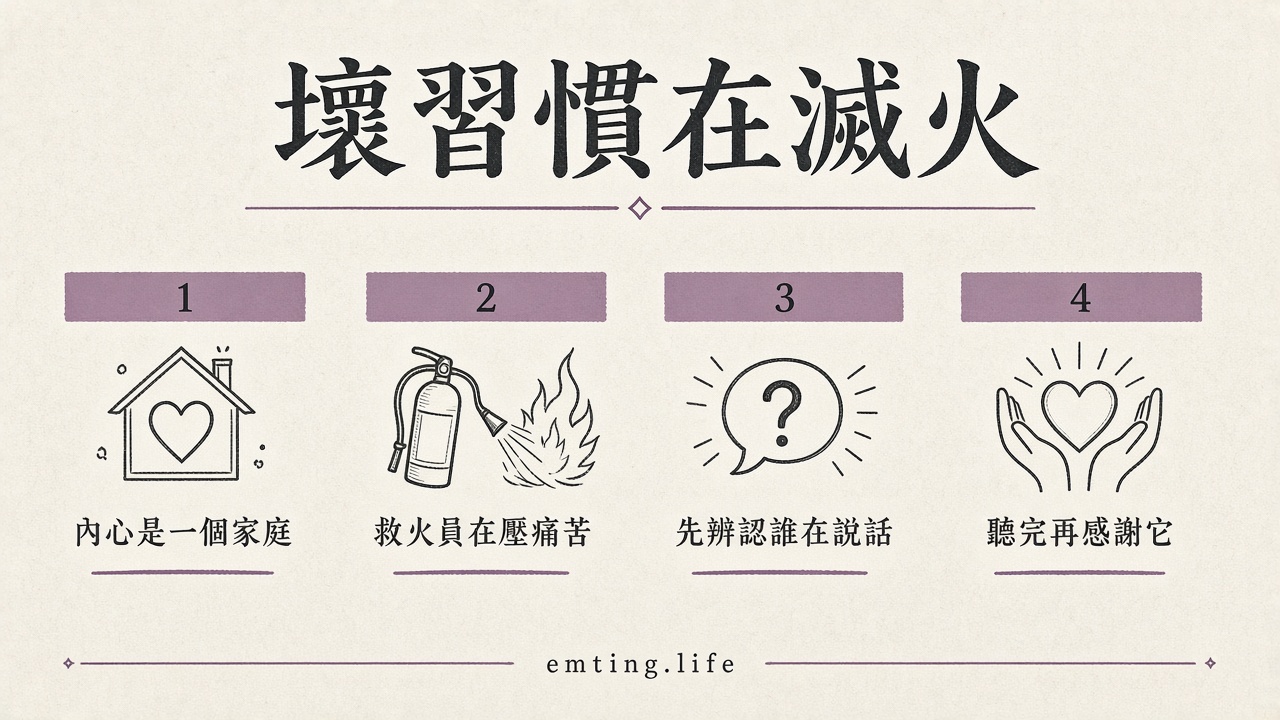 壞習慣在滅火
1
2
3
4
內心是一個家庭
救火員在壓痛苦
先辨認誰在說話
聽完再感謝它
emting.life